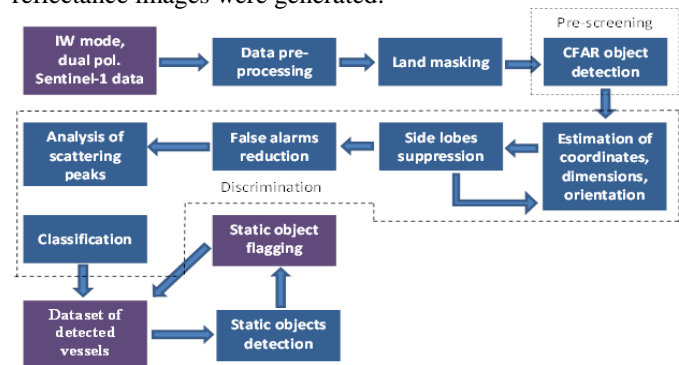 reflectance images were generated.
Pre-screening
IW mode,
dual pol.
Sentinel-1 data
Data pre-
processing
Land masking
CFAR object
detection
Analysis of
scattering
peaks
False alarms
reduction
Side lobes
suppression
Estimation of
coordinates,
dimensions,
orientation
Discrimination
Classification
Static object
flagging
Dataset of
detected
vessels
Static objects
detection